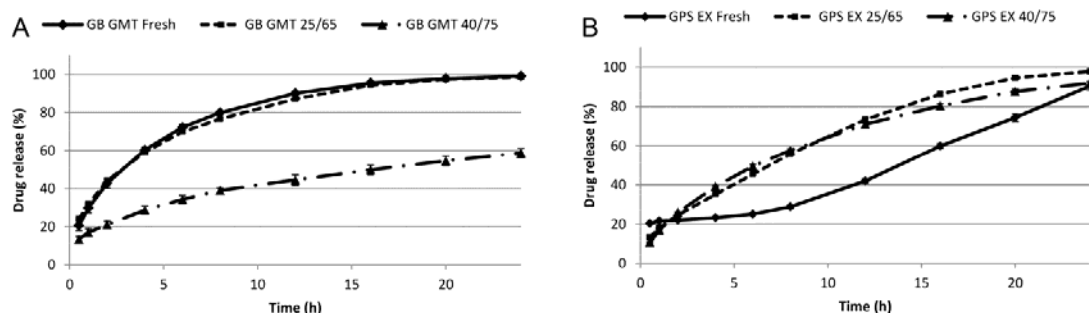 A
GB GMT Fresh GB GMT 25/65 GB GMT 40/75
Drug release (%)
100
80
60
40
20
0
0 5 10 15 20
Time (h)
B
GPS EX Fresh GPS EX 25/65 GPS EX 40/75
Drug release (%)
100
80
60
40
20
0
0 5 10 15 20
Time (h)